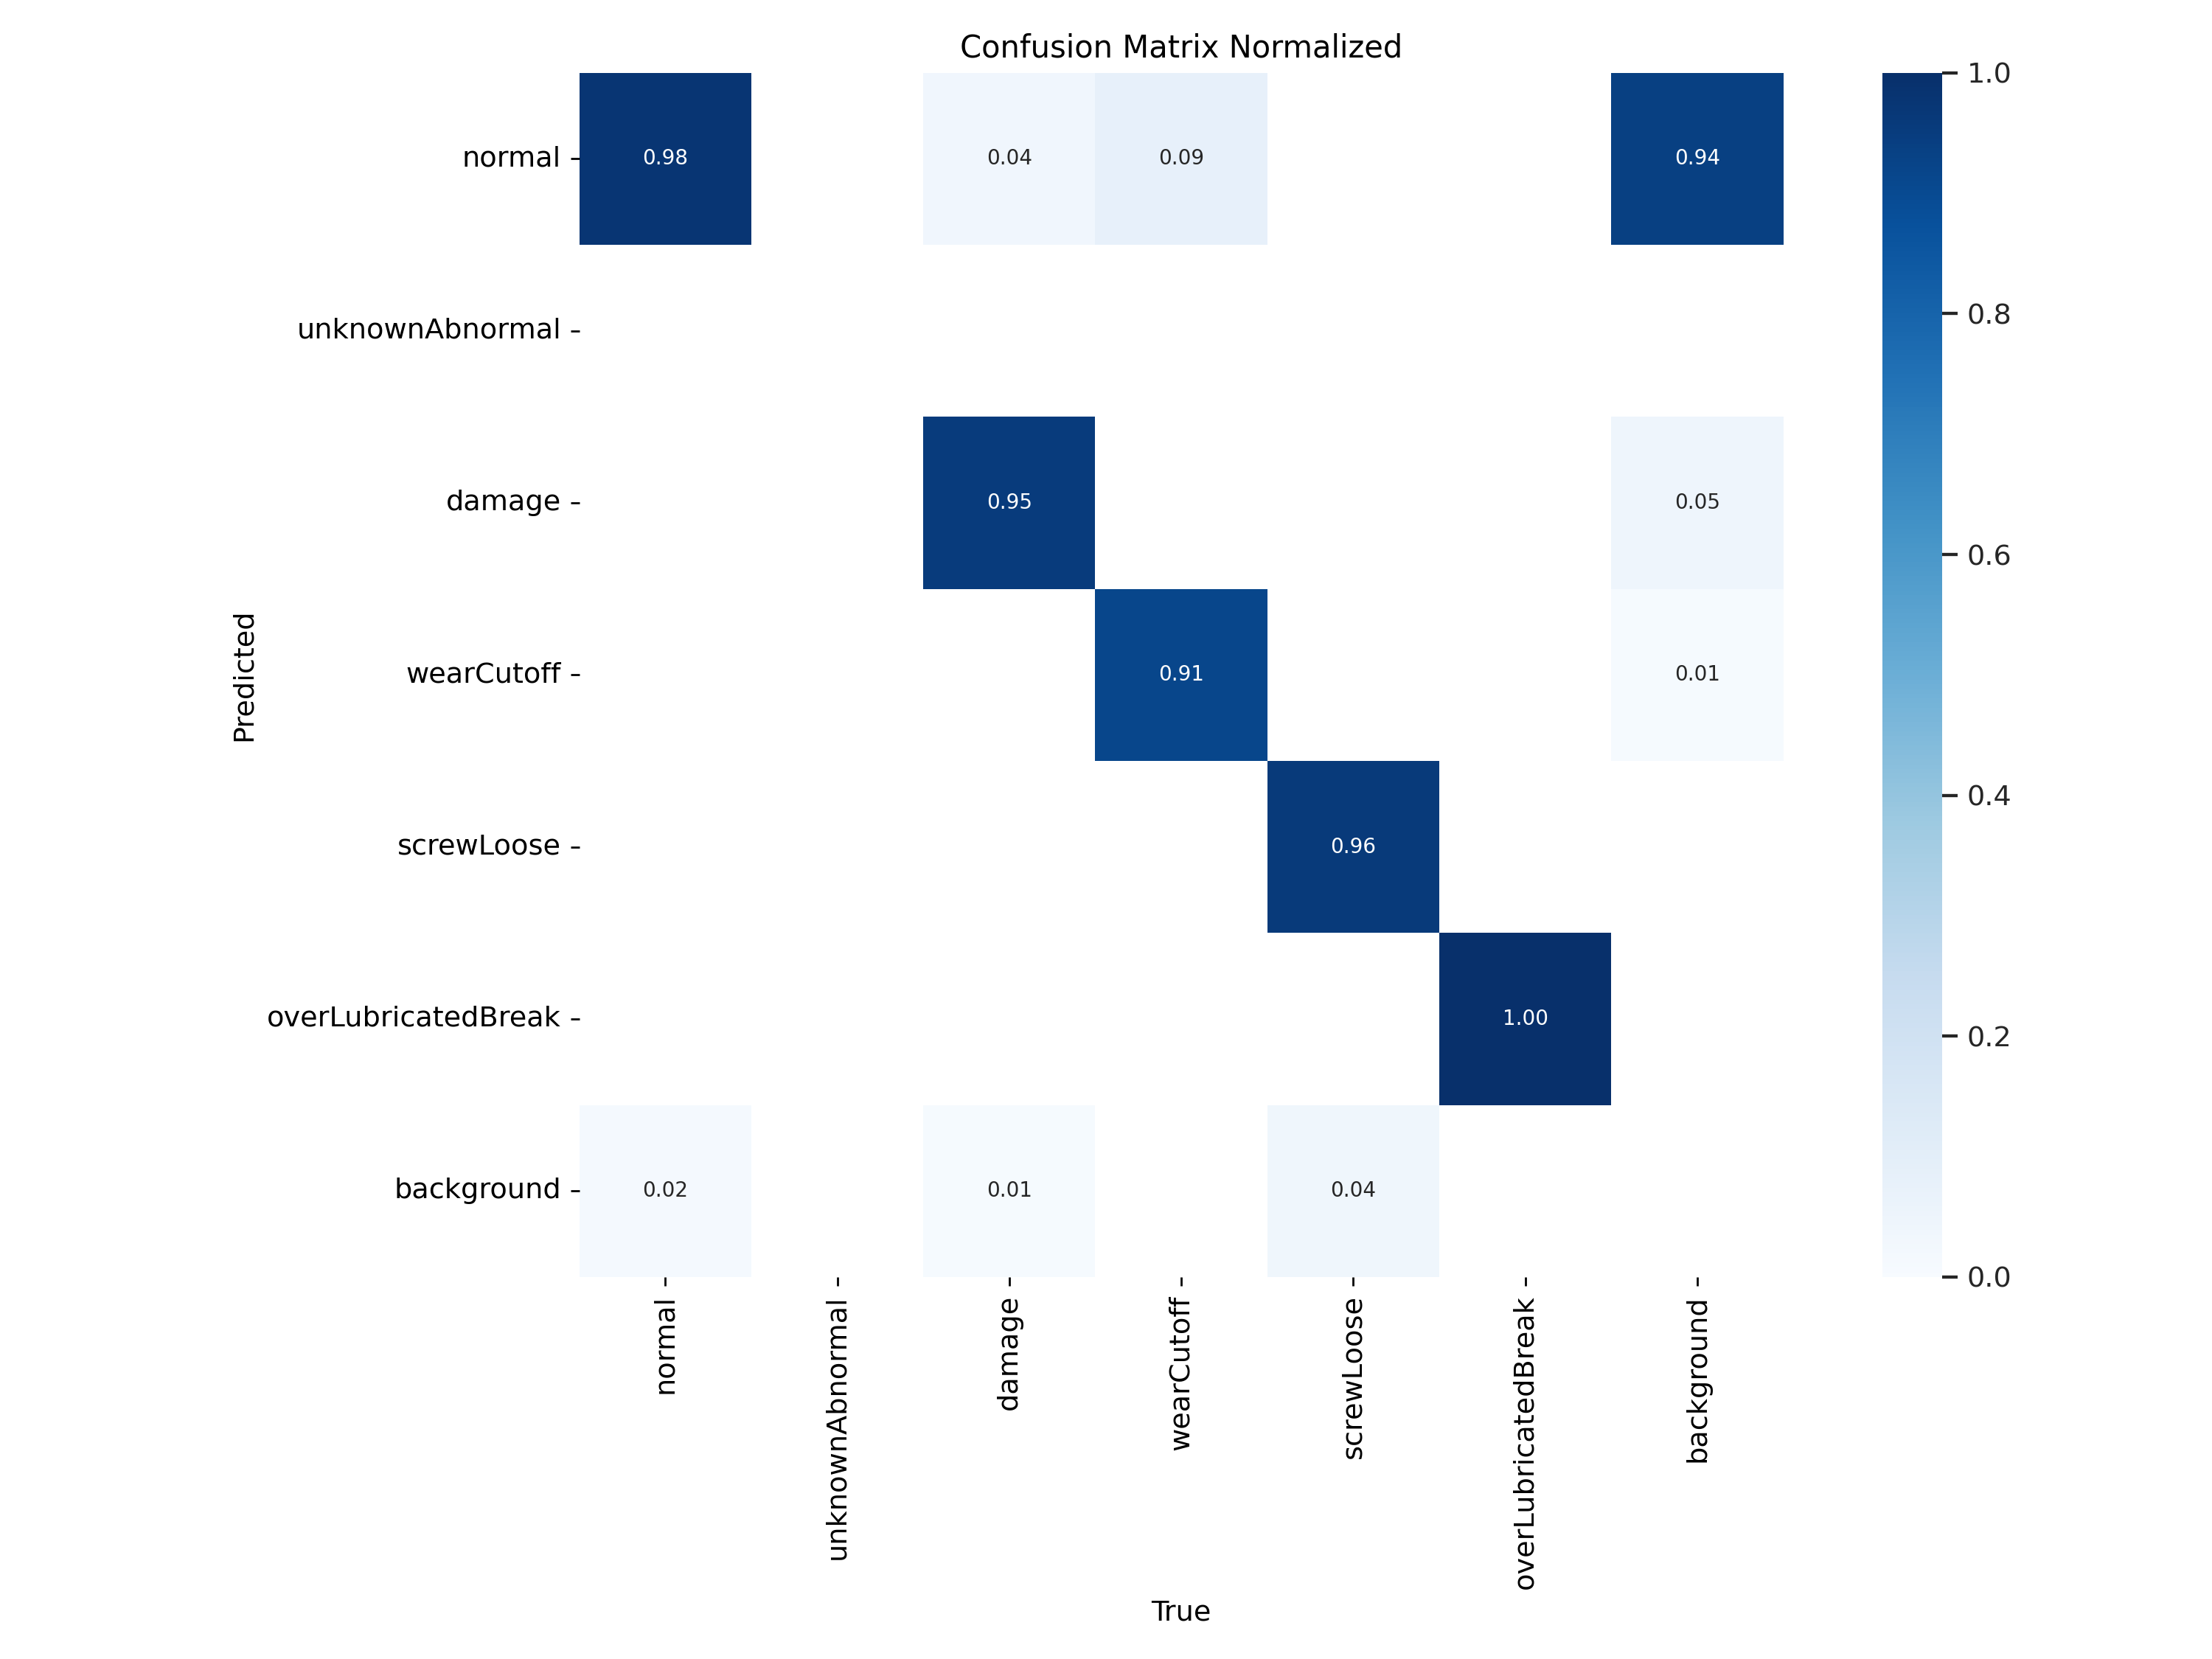 Confusion Matrix Normalized
normal
0.98
0.04
0.09
0.94
unknownAbnormal
damage
0.95
0.05
wearCutoff
0.91
0.01
screwLoose
0.96
overLubricatedBreak
1.00
background
0.02
0.01
0.04
Predicted
normal
unknownAbnormal
damage
wearCutoff
screwLoose
overLubricatedBreak
background
True
1.0
0.8
0.6
0.4
0.2
0.0